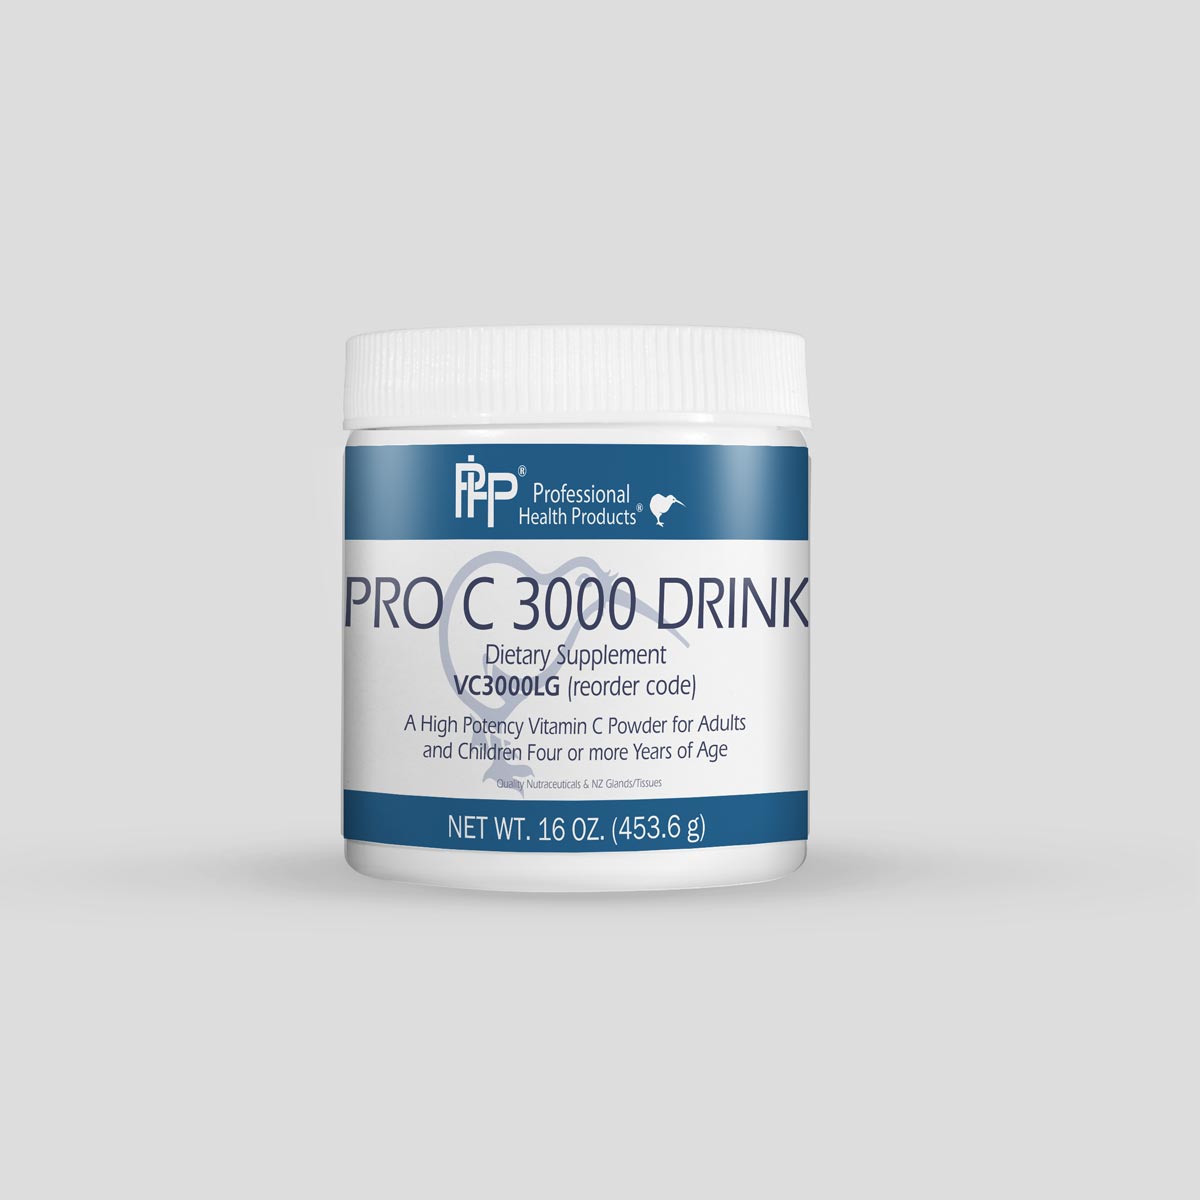 PHP®
Professional
Health Products®
PRO C 3000 DRINK
Dietary Supplement
VC3000LG (reorder code)
A High Potency Vitamin C Powder for Adults
and Children Four or more Years of Age
Quality Nutraceuticals & NZ Glands/Tissues
NET WT. 16 OZ. (453.6 g)